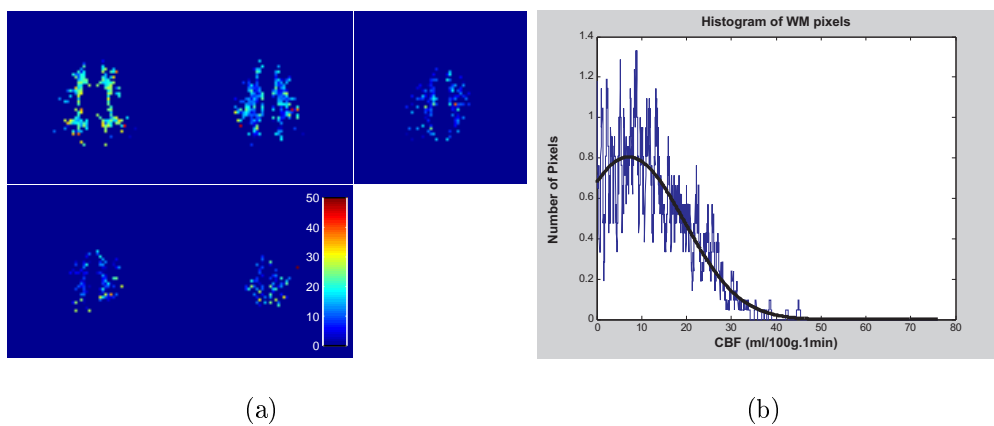 50
40
30
20
10
0
Histogram of WM pixels
1.4
1.2
1
0.8
0.6
0.4
0.2
0
Number of Pixels
0 10 20 30 40 50 60 70 80
CBF (ml/100g.1min)
(a)
(b)